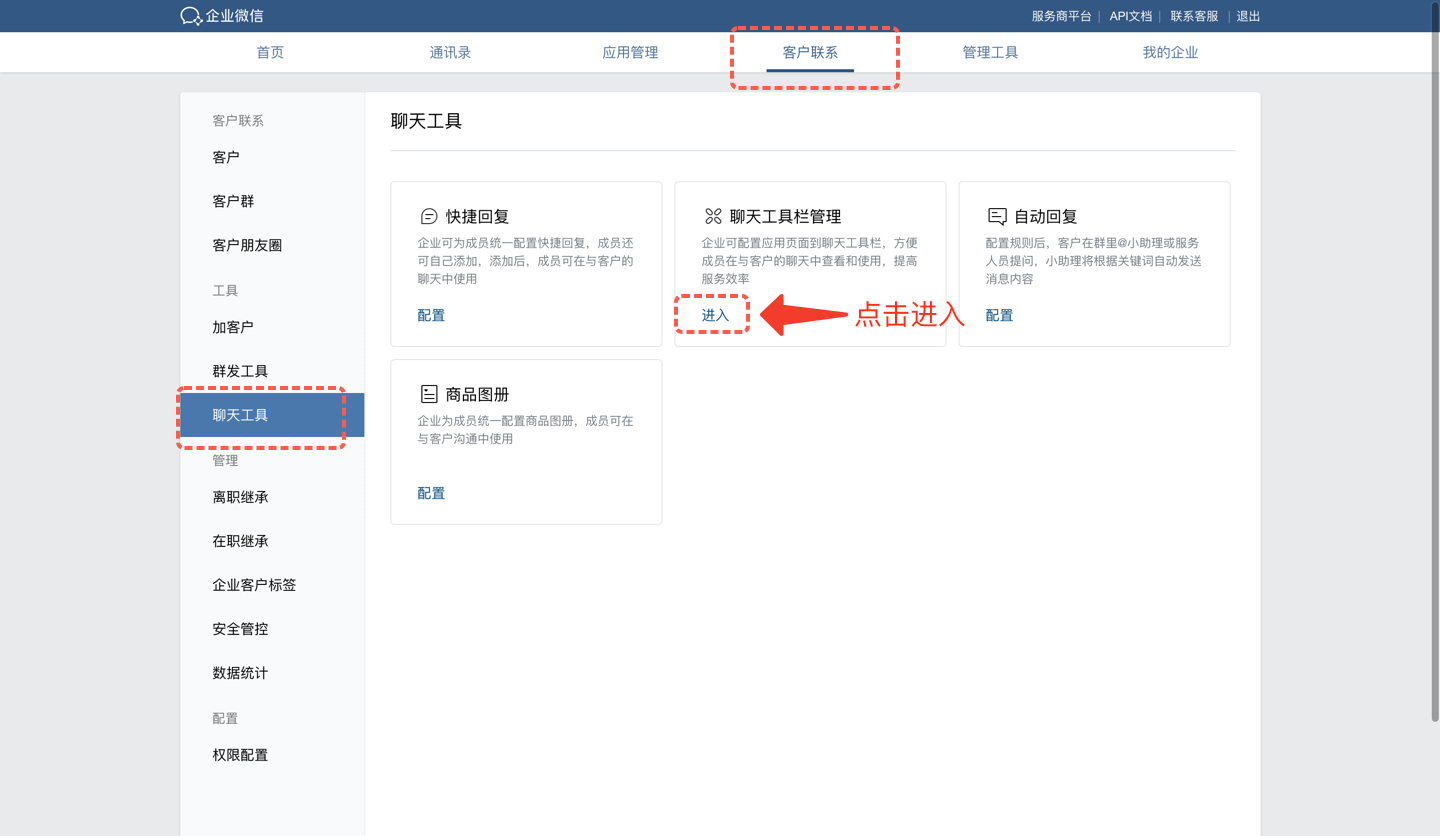 企业微信
服务商平台 | API文档 | 联系客服 | 退出
首页 通讯录 应用管理 客户联系 管理工具 我的企业
客户联系
客户
客户群
客户朋友圈
工具
加客户
群发工具
聊天工具
管理
离职继承
在职继承
企业客户标签
安全管控
数据统计
配置
权限配置
聊天工具
快捷回复
企业可为成员统一配置快捷回复，成员还
可自己添加，添加后，成员可在与客户的
聊天中使用
配置
聊天工具栏管理
企业可配置应用页面到聊天工具栏，方便
成员在与客户的聊天中查看和使用，提高
服务效率
进入
点击进入
自动回复
配置规则后，客户在群里@小助理或服务
人员提问，小助理将根据关键词自动发送
消息内容
配置
商品图册
企业为成员统一配置商品图册，成员可在
与客户沟通中使用
配置